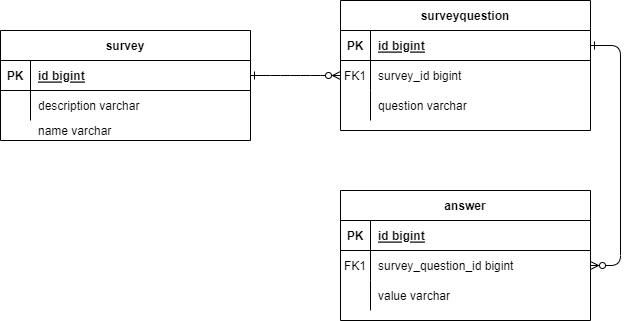 survey
PK id bigint
description varchar
name varchar
surveyquestion
PK id bigint
FK1 survey_id bigint
question varchar
answer
PK id bigint
FK1 survey_question_id bigint
value varchar